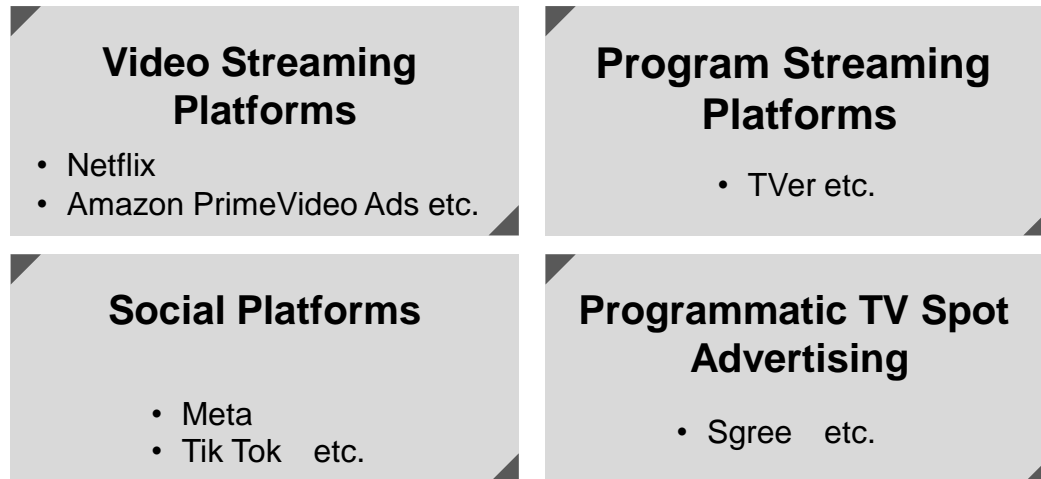 Video Streaming
Platforms
• Netflix
• Amazon PrimeVideo Ads etc.
Program Streaming
Platforms
• TVer etc.
Social Platforms
• Meta
• Tik Tok etc.
Programmatic TV Spot
Advertising
• Sgree etc.